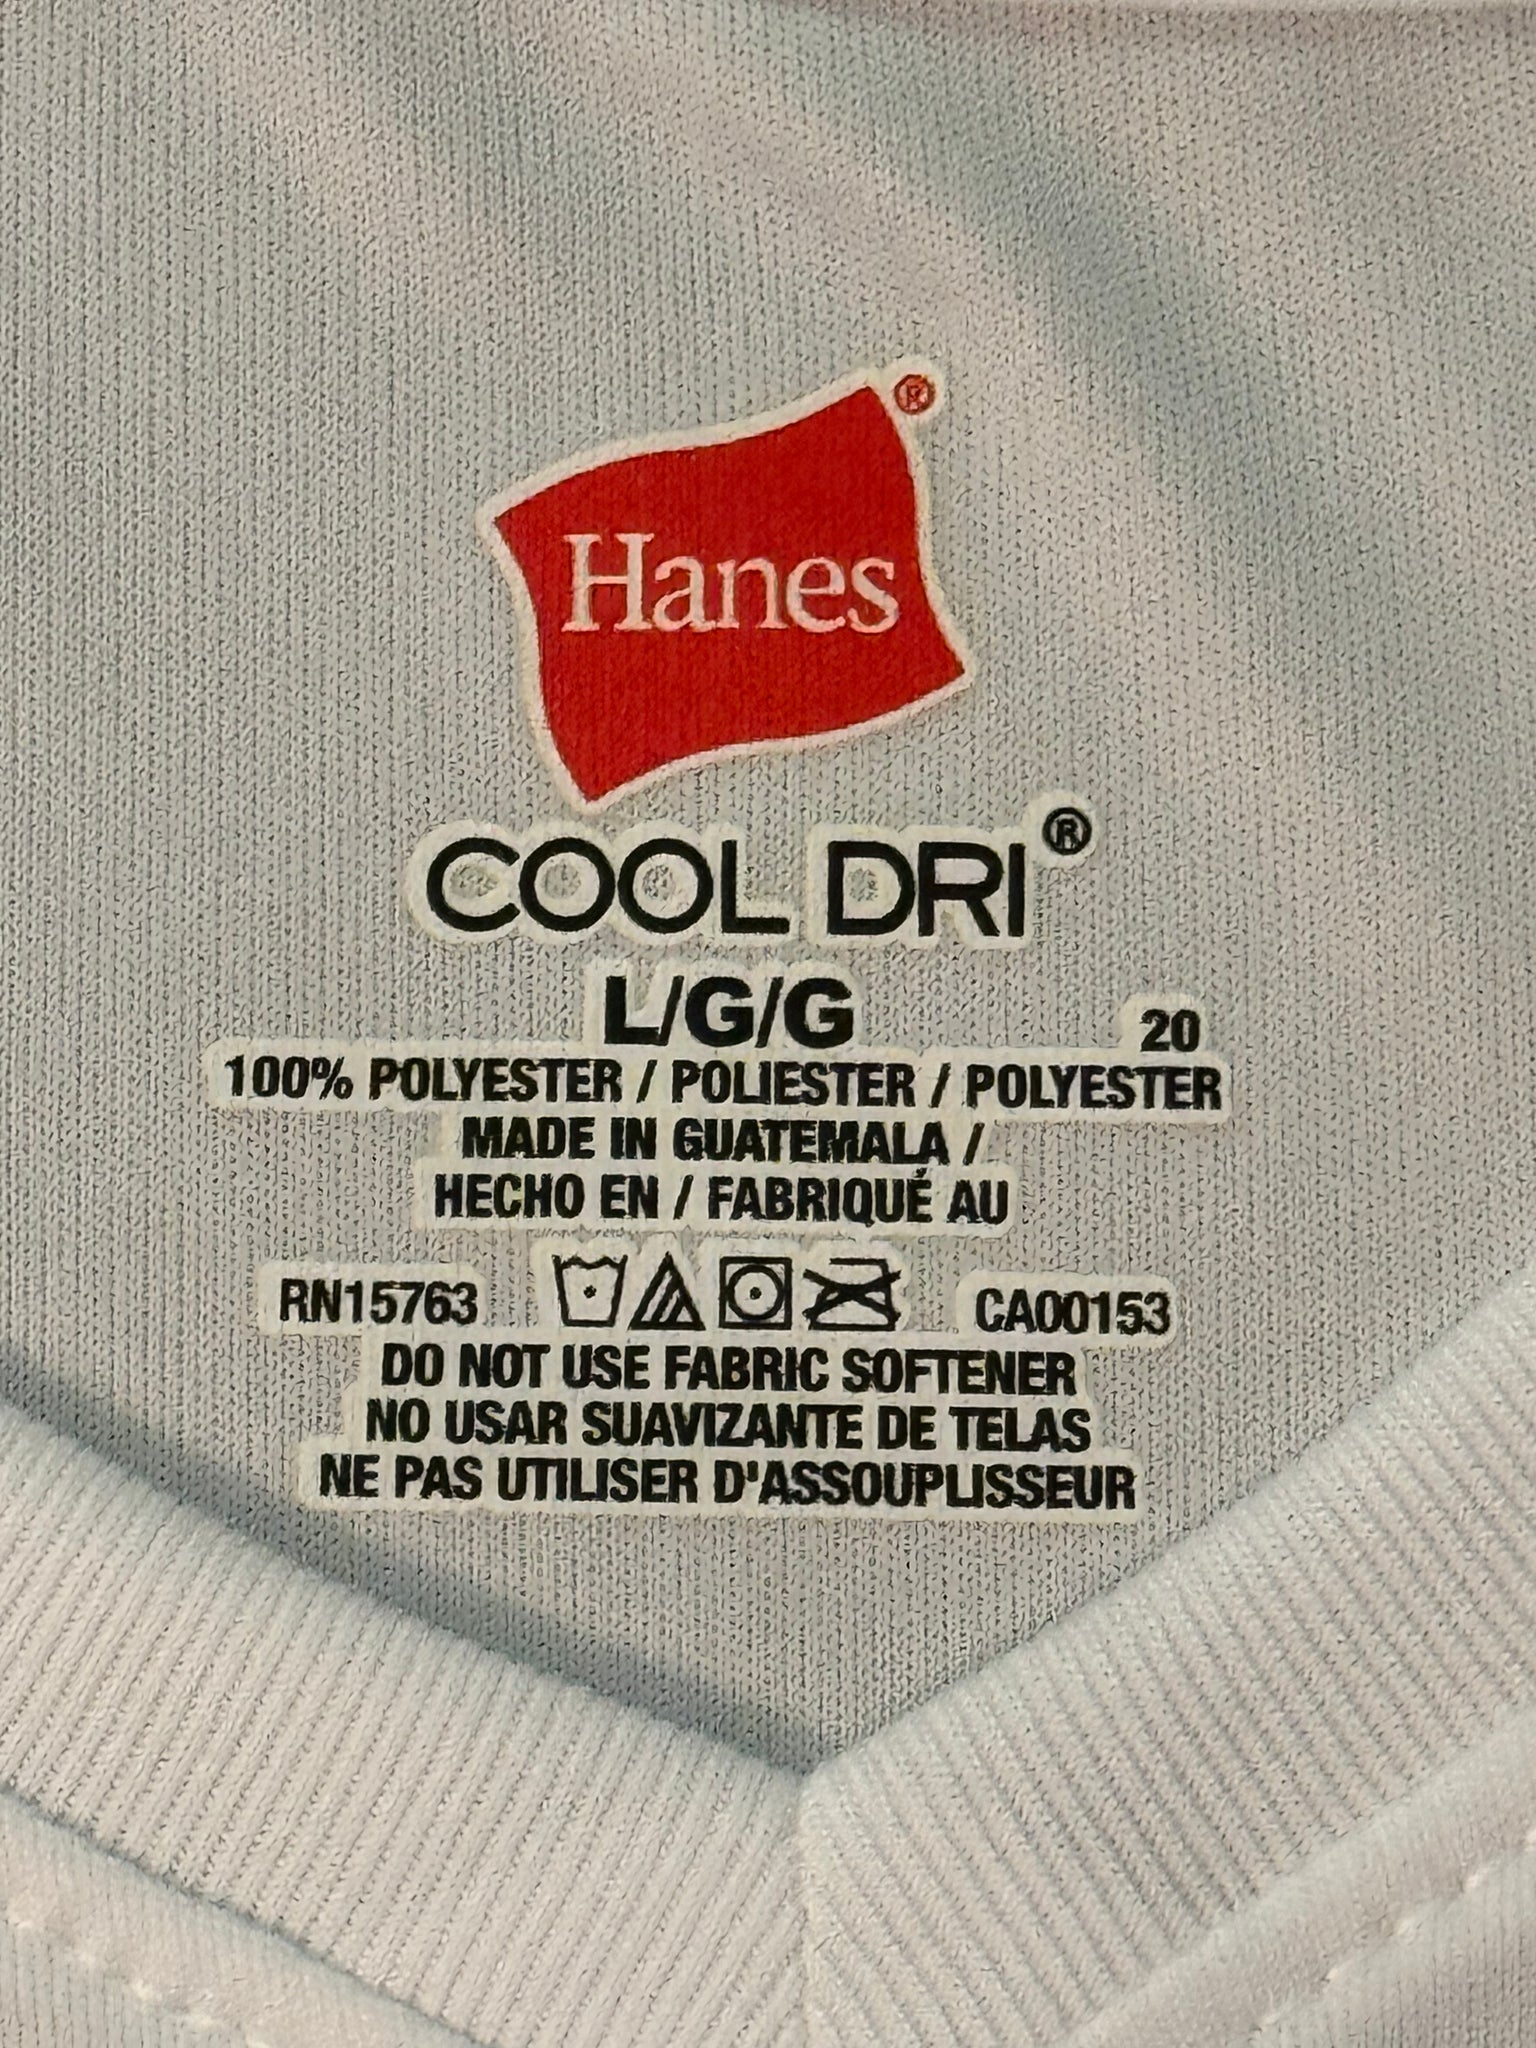 Hanes®
COOL DRI®
L/G/G 20
100% POLYESTER / POLIESTER / POLYESTER
MADE IN GUATEMALA /
HECHO EN / FABRIQUÉ AU
RN15763 CA00153
DO NOT USE FABRIC SOFTENER
NO USAR SUAVIZANTE DE TELAS
NE PAS UTILISER D'ASSOUPLISSEUR